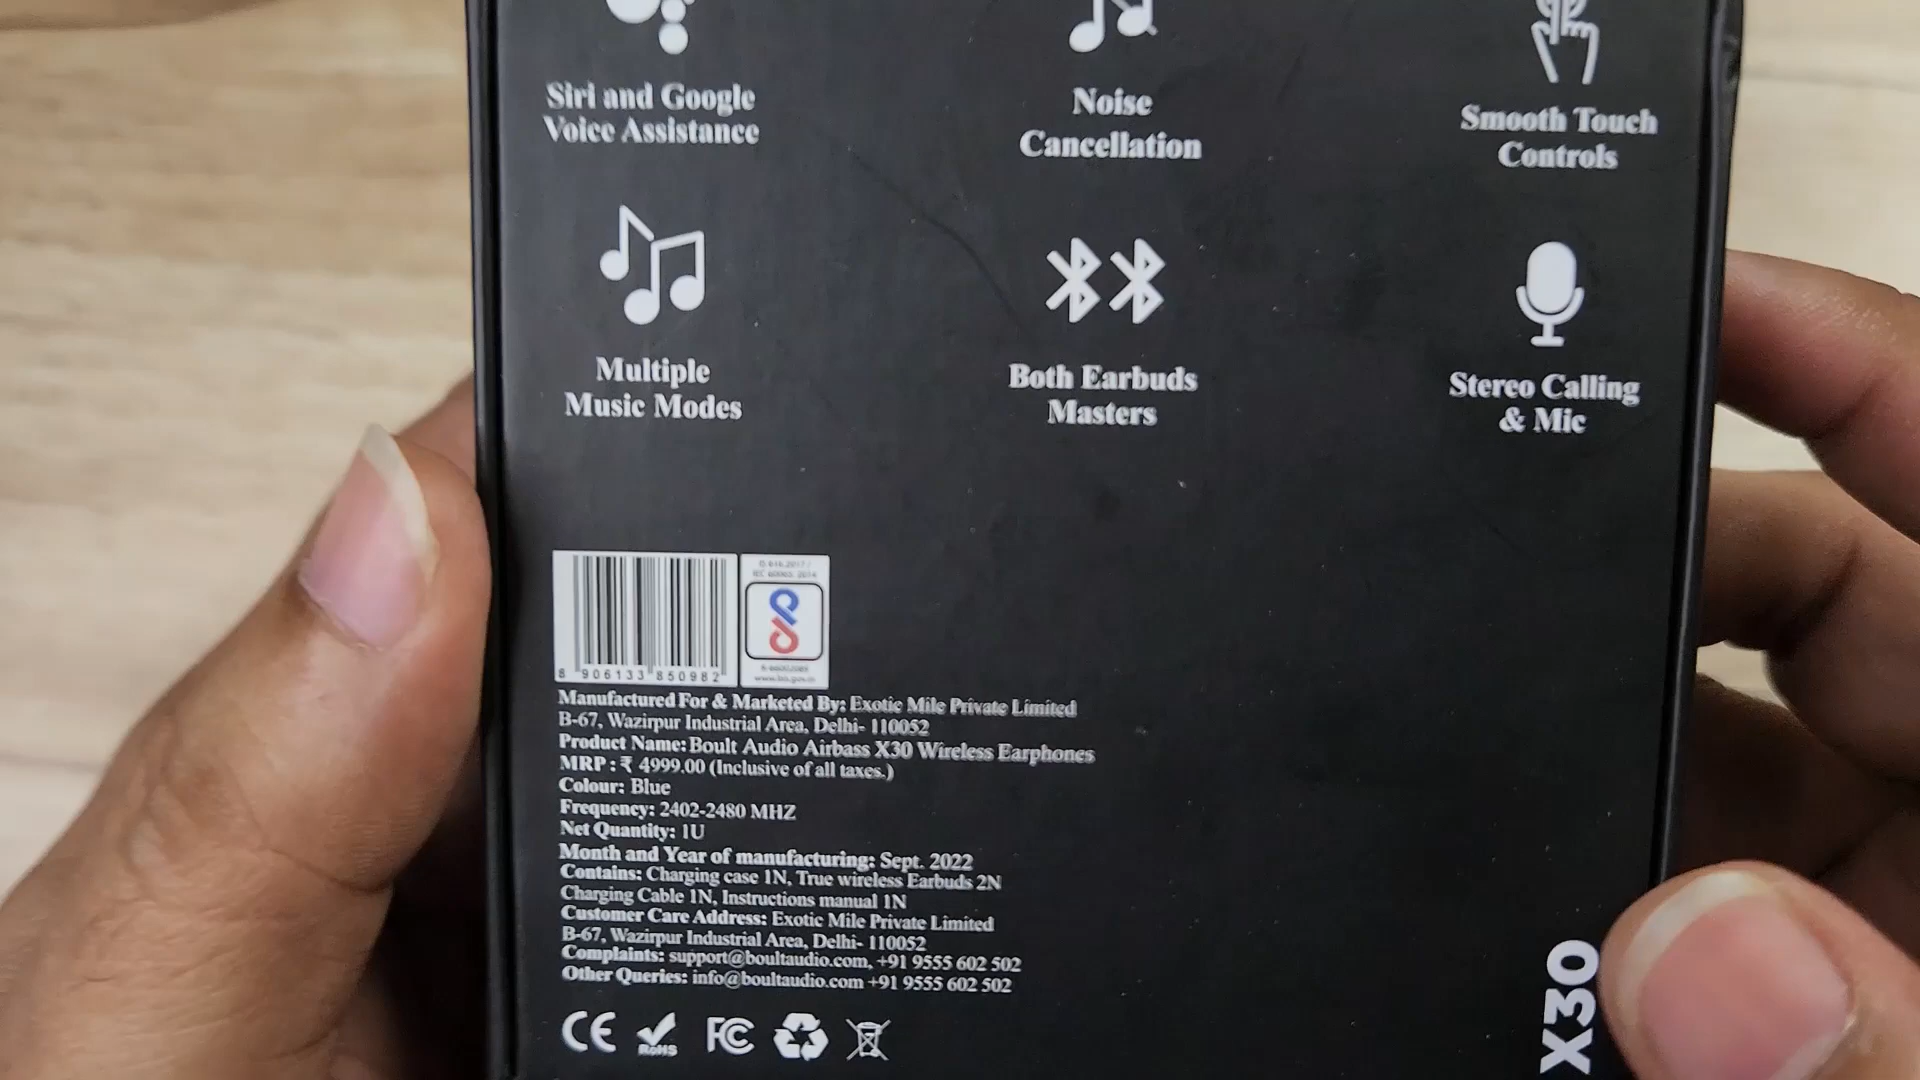 Siri and Google
Voice Assistance
Noise
Cancellation
Smooth Touch
Controls
Multiple
Music Modes
Both Earbuds
Masters
Stereo Calling
& Mic
8 906133 850982
www.bis.gov.in
Manufactured For & Marketed By: Exotic Mile Private Limited
B-67, Wazirpur Industrial Area, Delhi- 110052
Product Name: Boult Audio Airbass X30 Wireless Earphones
MRP : ₹ 4999.00 (Inclusive of all taxes.)
Colour: Blue
Frequency: 2402-2480 MHZ
Net Quantity: 1U
Month and Year of manufacturing: Sept. 2022
Contains: Charging case 1N, True wireless Earbuds 2N
Charging Cable 1N, Instructions manual 1N
Customer Care Address: Exotic Mile Private Limited
B-67, Wazirpur Industrial Area, Delhi- 110052
Complaints: support@boultaudio.com, +91 9555 602 502
Other Queries: info@boultaudio.com +91 9555 602 502
CE RoHS FC
X30